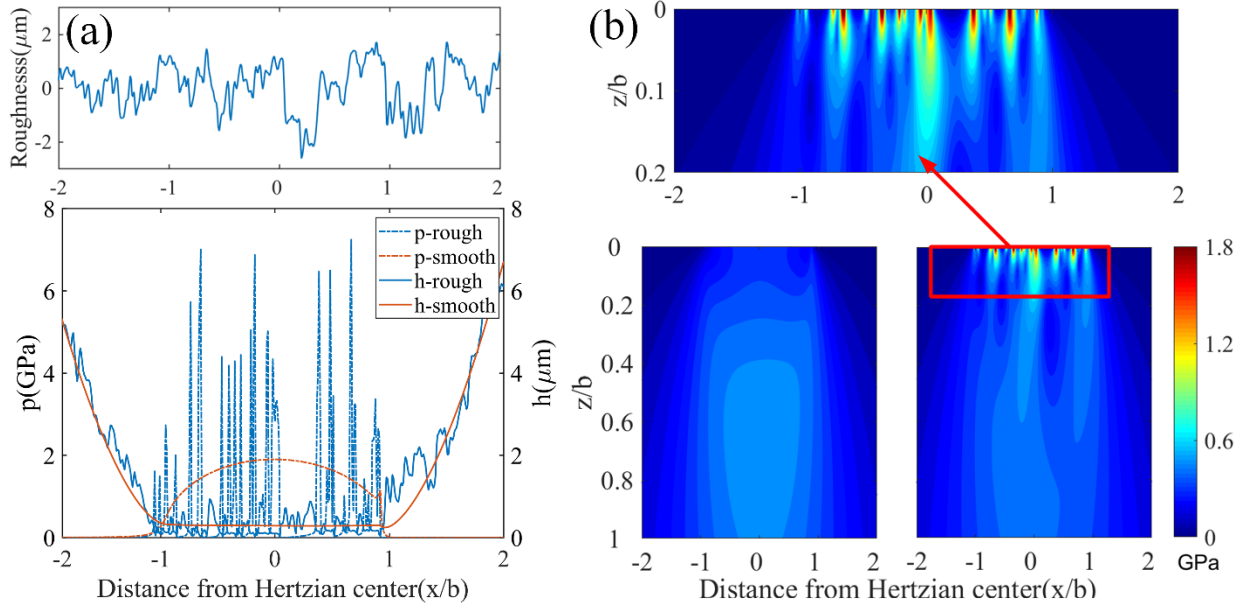 (a)
Roughnesss(μm)
2
0
-2
-2 -1 0 1 2
p(GPa)
8
6
4
2
0
p-rough
p-smooth
h-rough
h-smooth
8
6
4
2
0
h(μm)
-2 -1 0 1 2
Distance from Hertzian center(x/b)
(b)
z/b
0
0.1
0.2
-2 -1 0 1 2
z/b
0
0.2
0.4
0.6
0.8
1
-2 -1 0 1 2
-2 -1 0 1 2
Distance from Hertzian center(x/b)
1.8
1.2
0.6
0
GPa